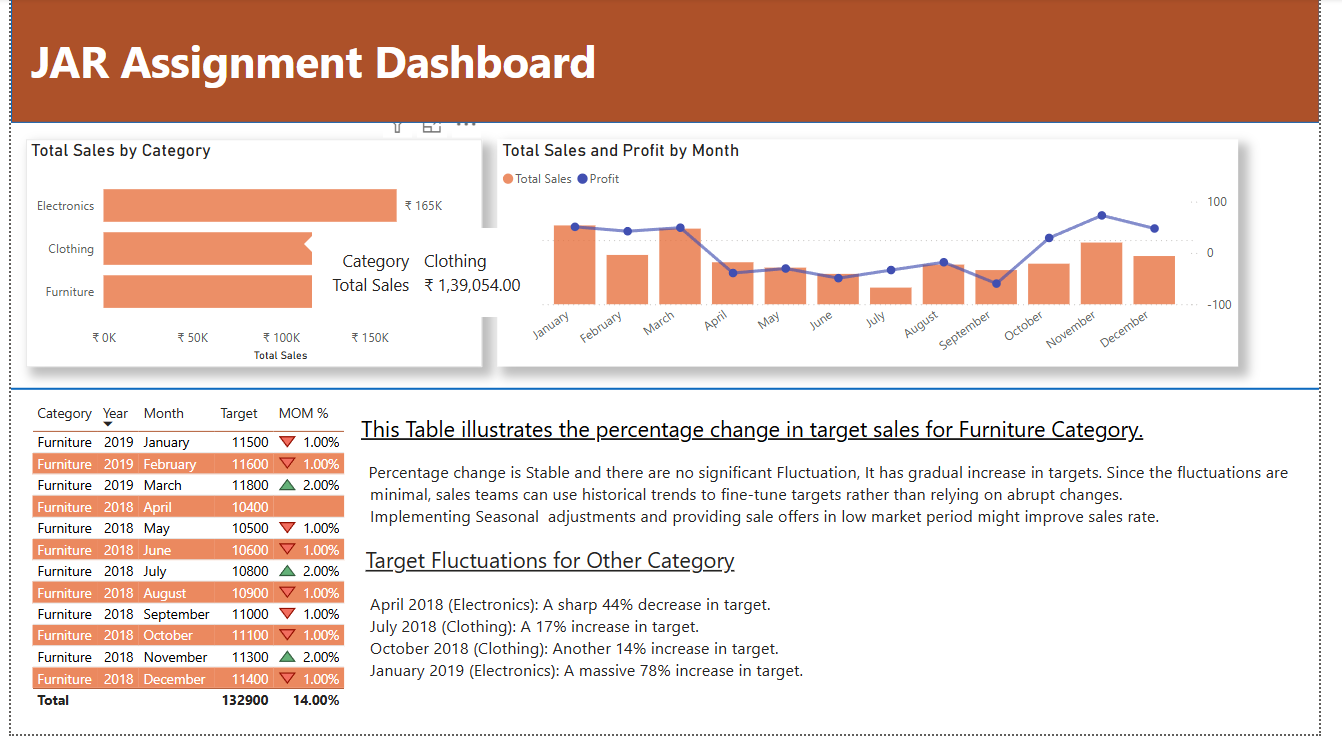 JAR Assignment Dashboard
Total Sales by Category
Electronics ₹ 165K
Clothing
Furniture
Category Clothing
Total Sales ₹ 1,39,054.00
₹ 0K ₹ 50K ₹ 100K ₹ 150K
Total Sales
Total Sales and Profit by Month
Total Sales Profit
100
0
-100
January February March April May June July August September October November December
Category Year Month Target MOM %
Furniture 2019 January 11500 1.00%
Furniture 2019 February 11600 1.00%
Furniture 2019 March 11800 2.00%
Furniture 2018 April 10400
Furniture 2018 May 10500 1.00%
Furniture 2018 June 10600 1.00%
Furniture 2018 July 10800 2.00%
Furniture 2018 August 10900 1.00%
Furniture 2018 September 11000 1.00%
Furniture 2018 October 11100 1.00%
Furniture 2018 November 11300 2.00%
Furniture 2018 December 11400 1.00%
Total 132900 14.00%
This Table illustrates the percentage change in target sales for Furniture Category.
Percentage change is Stable and there are no significant Fluctuation, It has gradual increase in targets. Since the fluctuations are
minimal, sales teams can use historical trends to fine-tune targets rather than relying on abrupt changes.
Implementing Seasonal  adjustments and providing sale offers in low market period might improve sales rate.
Target Fluctuations for Other Category
April 2018 (Electronics): A sharp 44% decrease in target.
July 2018 (Clothing): A 17% increase in target.
October 2018 (Clothing): Another 14% increase in target.
January 2019 (Electronics): A massive 78% increase in target.